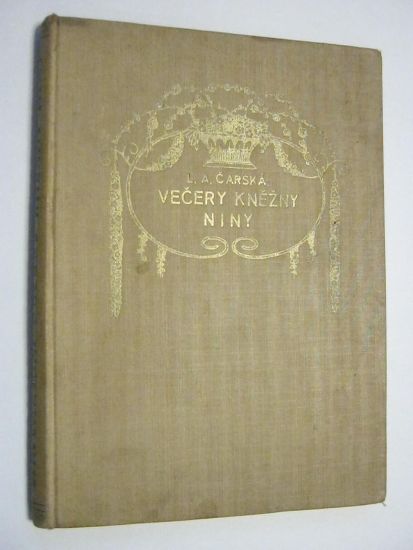 L. A. ČARSKÁ
VEČERY KNĚŽNY
NINY